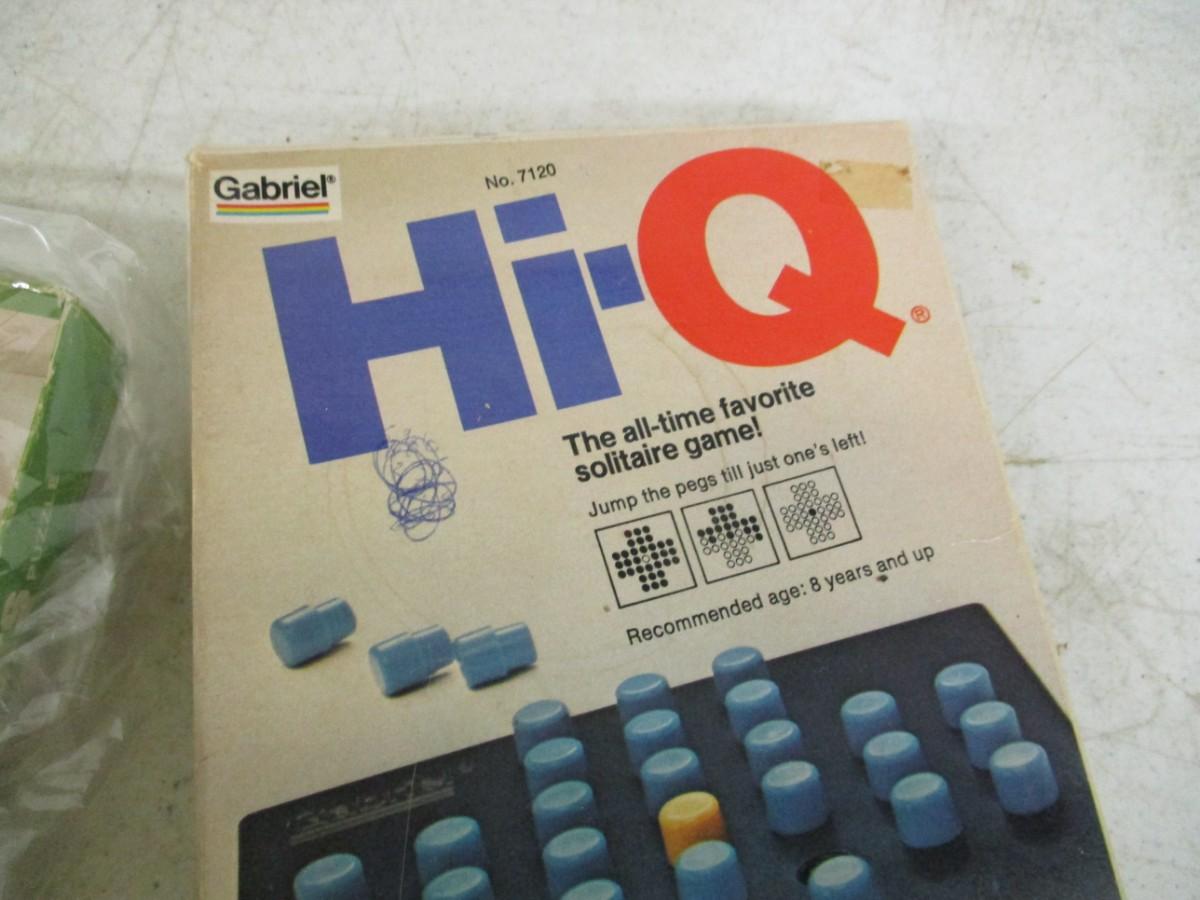 Gabriel®
No. 7120
Hi-Q®
The all-time favorite
solitaire game!
Jump the pegs till just one's left!
Recommended age: 8 years and up